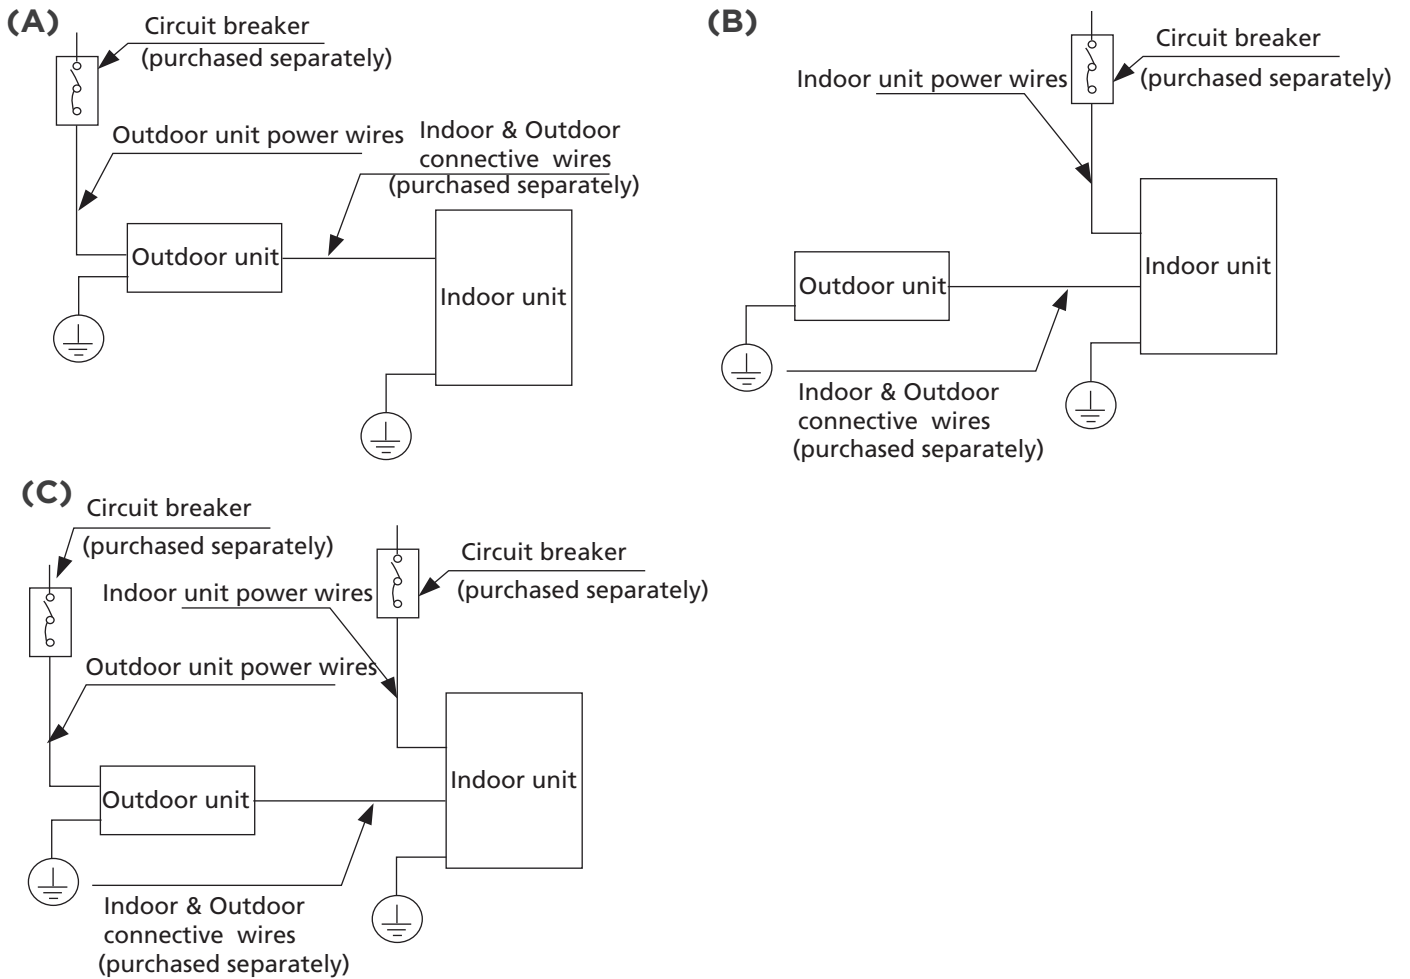 (A)
Circuit breaker
(purchased separately)
Outdoor unit power wires
Indoor & Outdoor
connective wires
(purchased separately)
Outdoor unit
Indoor unit
(B)
Circuit breaker
(purchased separately)
Indoor unit power wires
Outdoor unit
Indoor unit
Indoor & Outdoor
connective wires
(purchased separately)
(C)
Circuit breaker
(purchased separately)
Circuit breaker
(purchased separately)
Indoor unit power wires
Outdoor unit power wires
Outdoor unit
Indoor unit
Indoor & Outdoor
connective wires
(purchased separately)